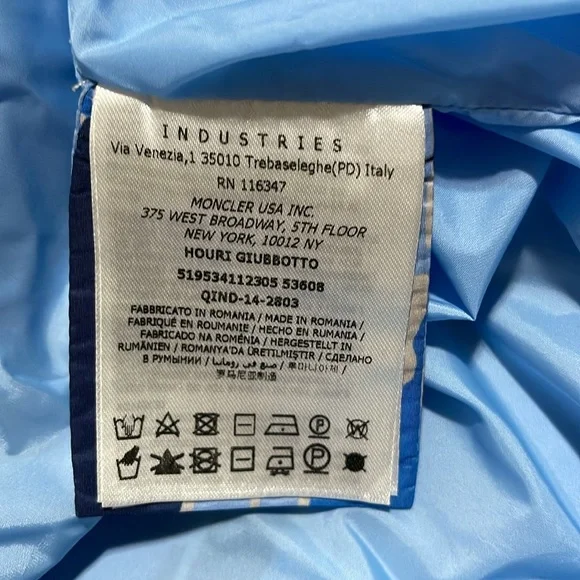 INDUSTRIES
Via Venezia,1 35010 Trebaseleghe(PD) Italy
RN 116347
MONCLER USA INC.
375 WEST BROADWAY, 5TH FLOOR
NEW YORK, 10012 NY
HOURI GIUBBOTTO
519534112305 53608
QIND-14-2803
FABBRICATO IN ROMANIA / MADE IN ROMANIA /
FABRIQUÉ EN ROUMANIE / HECHO EN RUMANIA /
FABRICADO NA ROMÉNIA / HERGESTELLT IN
RUMÄNIEN / ROMANYA'DA ÜRETILMIŞTIR / СДЕЛАНО
В РУМЫНИИ / صنع في رومانيا / 루마니아제 /
罗马尼亚制造